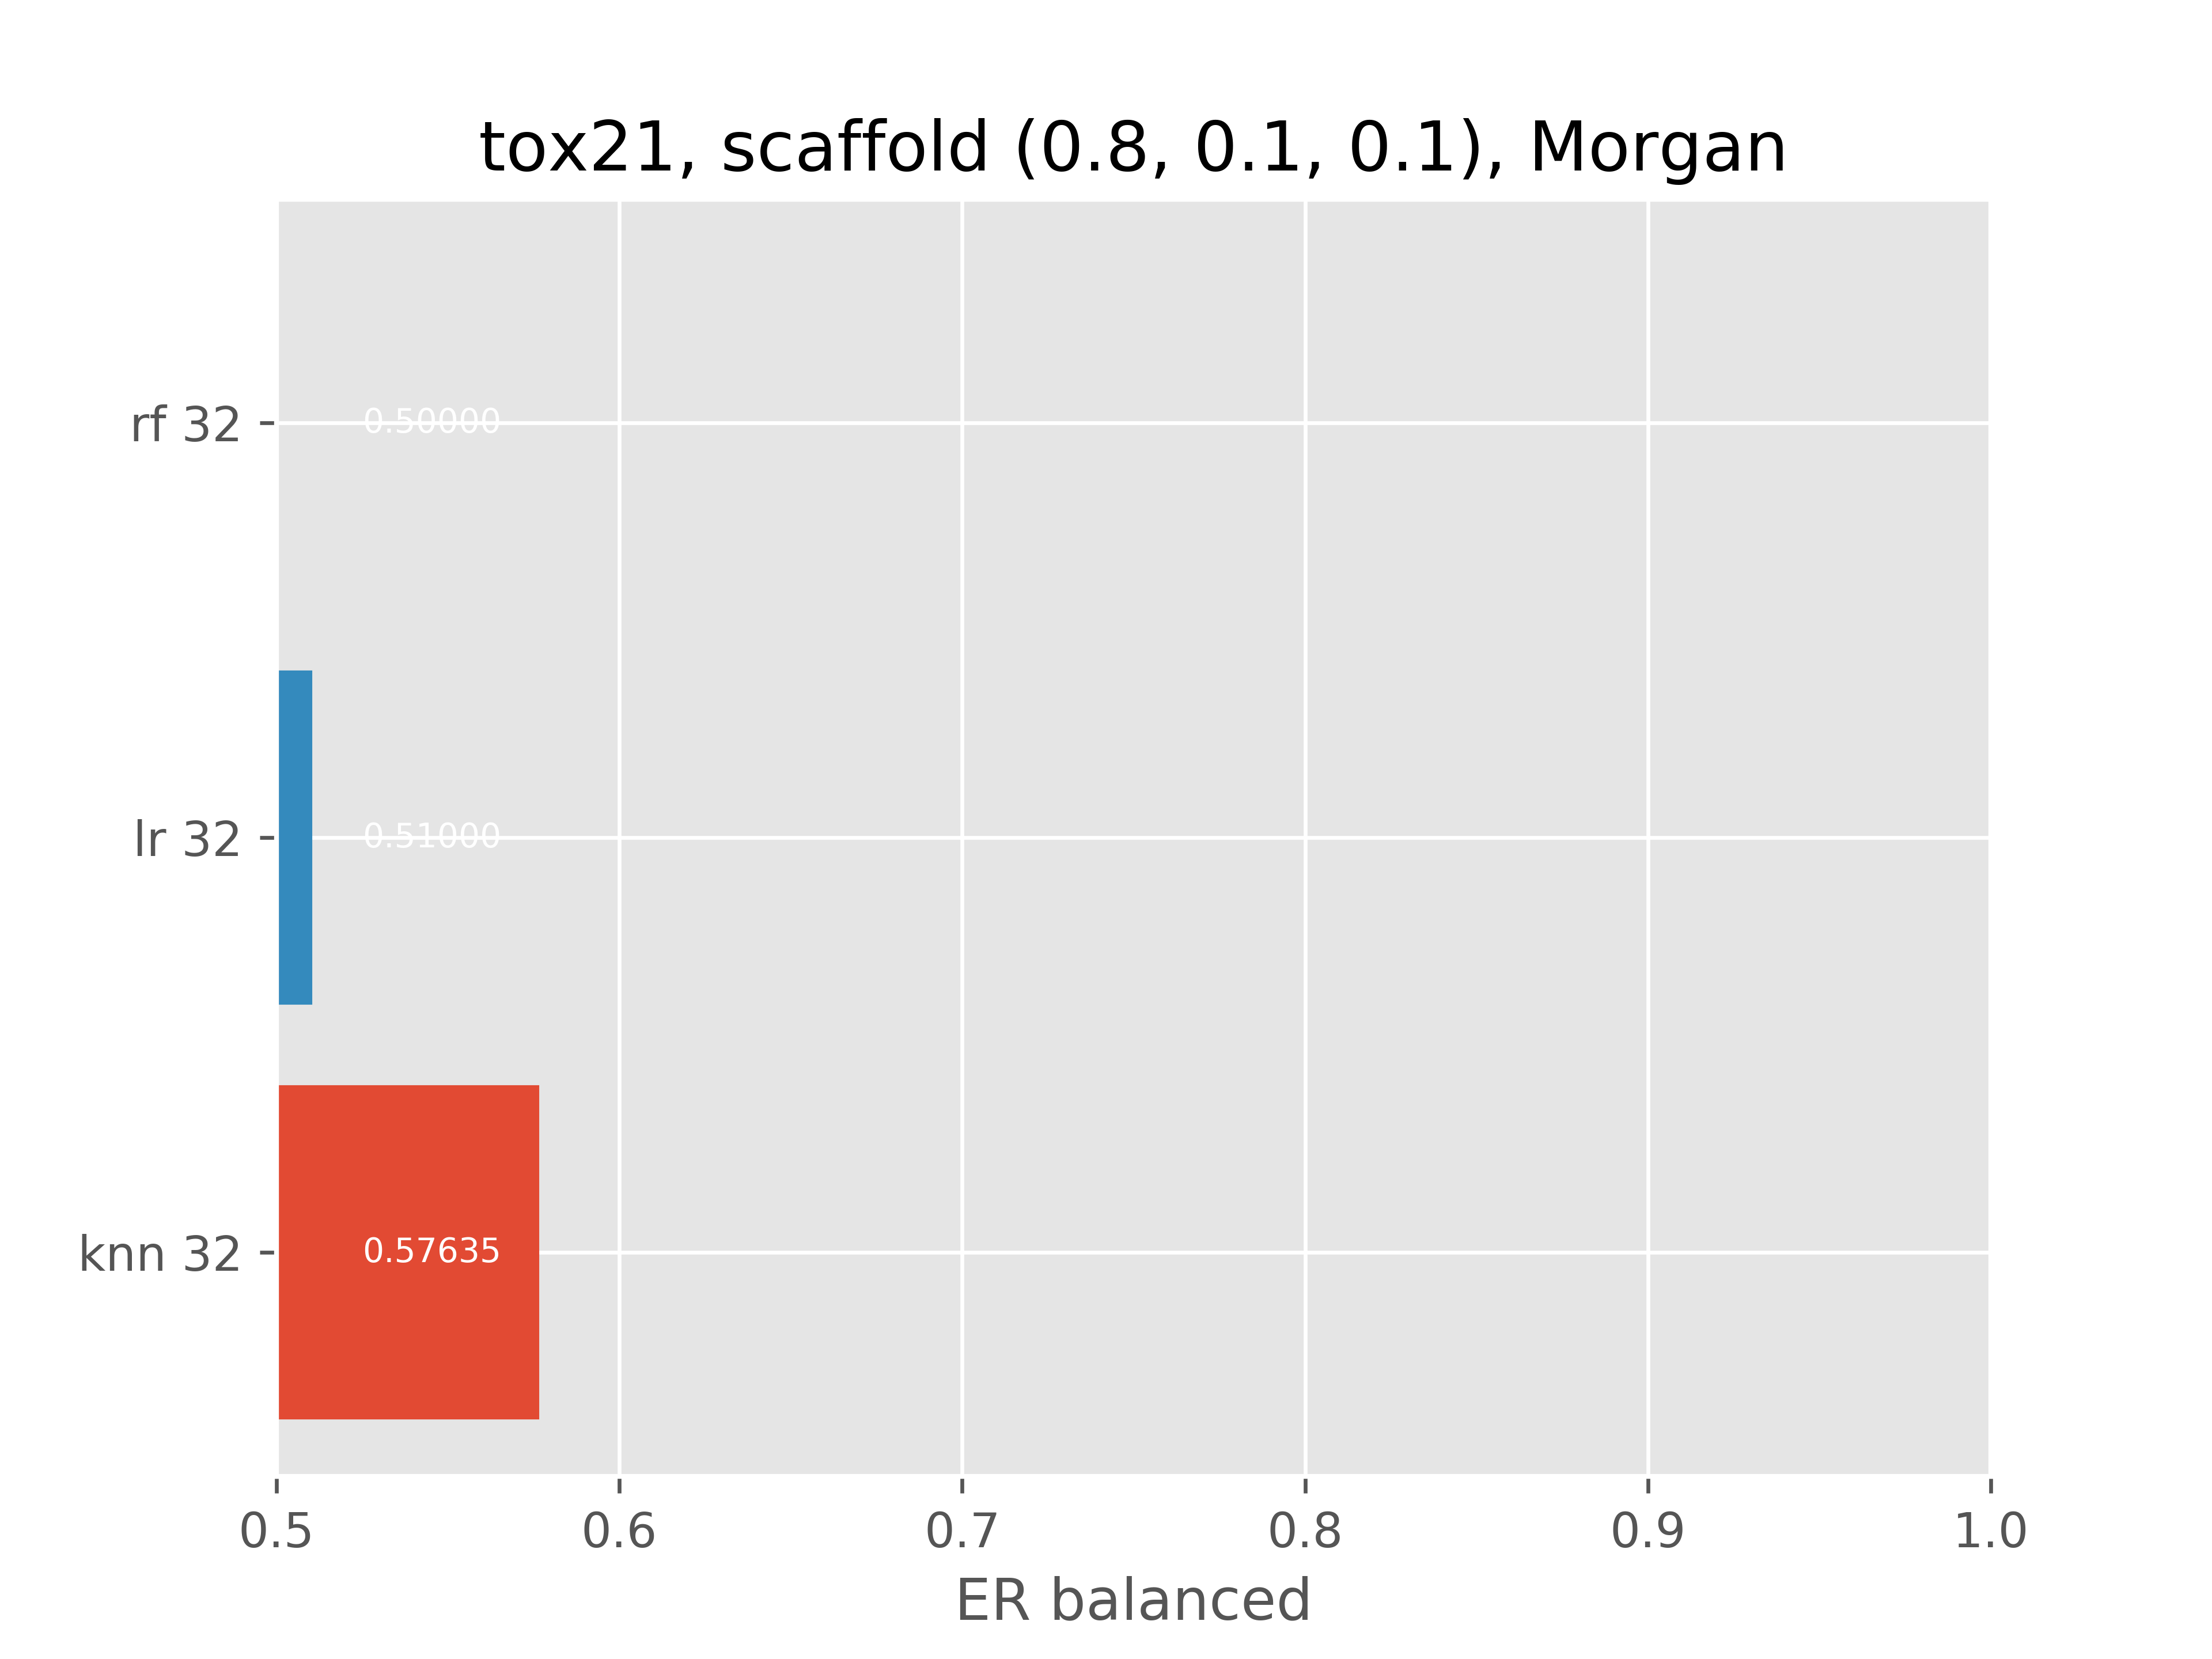 tox21, scaffold (0.8, 0.1, 0.1), Morgan
rf 32
0.50000
lr 32
0.51000
knn 32
0.57635
0.5 0.6 0.7 0.8 0.9 1.0
ER balanced